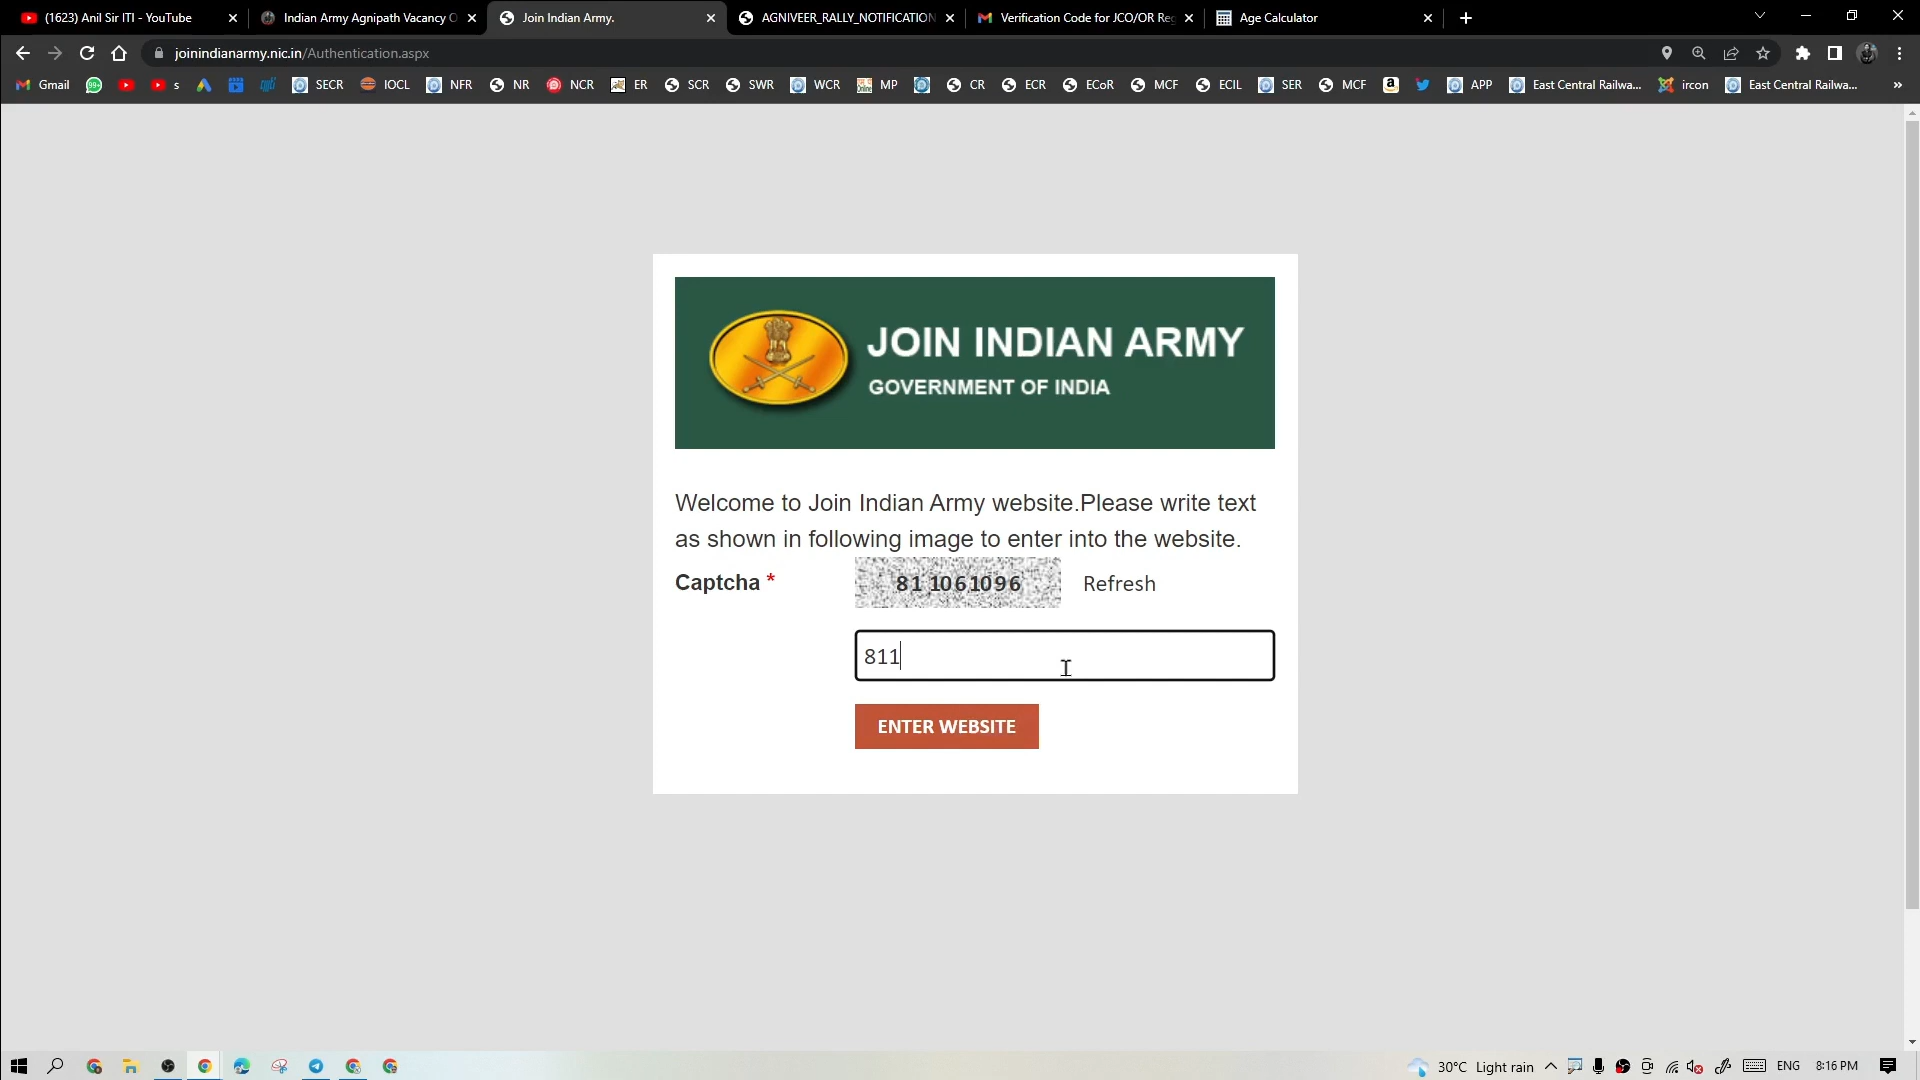 (1623) Anil Sir ITI - YouTube
Indian Army Agnipath Vacancy O
Join Indian Army.
AGNIVEER_RALLY_NOTIFICATION
Verification Code for JCO/OR Reg
Age Calculator
joinindianarmy.nic.in/Authentication.aspx
Gmail
99+
s
SECR
IOCL
NFR
NR
NCR
ER
SCR
SWR
WCR
MP
CR
ECR
ECoR
MCF
ECIL
SER
MCF
APP
East Central Railwa...
ircon
East Central Railwa...
»
JOIN INDIAN ARMY
GOVERNMENT OF INDIA
Welcome to Join Indian Army website.Please write text
as shown in following image to enter into the website.
Captcha *
811061096
Refresh
811
ENTER WEBSITE
30°C Light rain
ENG
8:16 PM